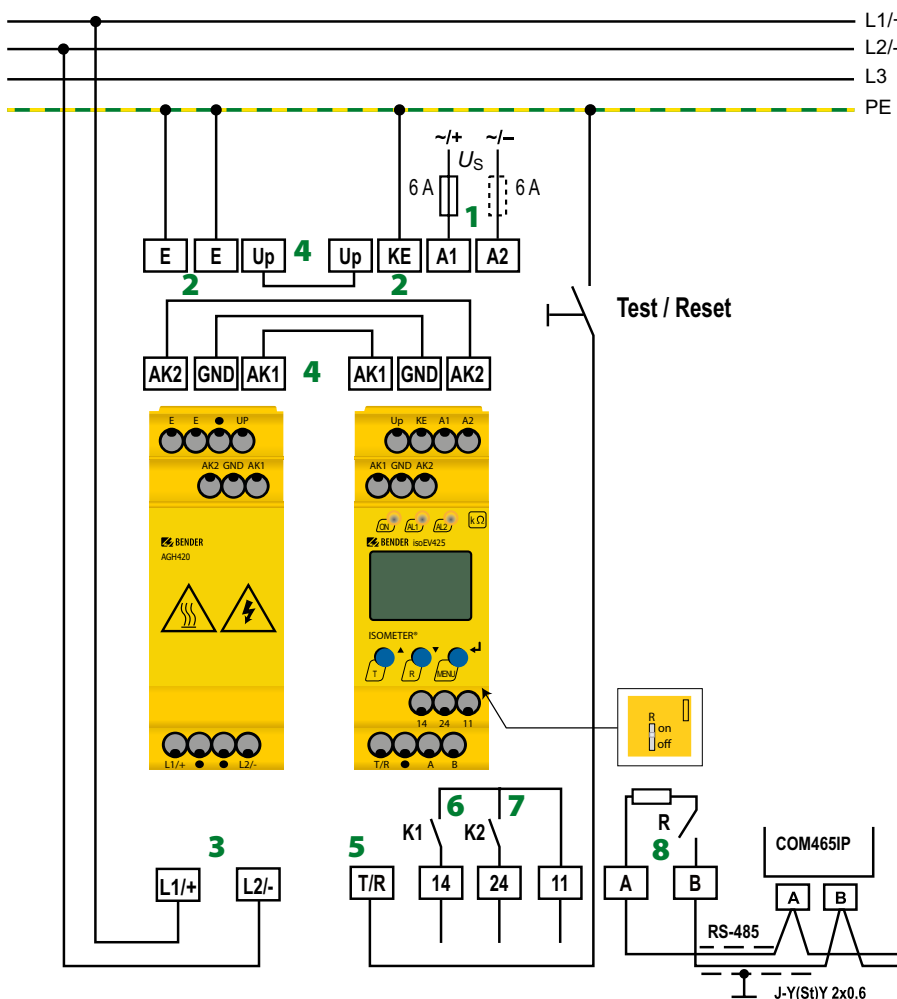 L1/+
L2/-
L3
PE
~/+ ~/–
US
6 A 6 A
1
E E Up 4 Up KE A1 A2
2 2
Test / Reset
AK2 GND AK1 4 AK1 GND AK2
E E UP
AK2 GND AK1
Up KE A1 A2
AK1 GND AK2
ON AL1 AL2 kΩ
BENDER
AGH420
BENDER isoEV425
ISOMETER®
T R MENU
14 24 11
R
on
off
L1/+ L2/-
T/R A B
6 7
K1 K2 R
3 5 8
COM465IP
L1/+ L2/- T/R 14 24 11 A B
A B
RS-485
J-Y(St)Y 2x0.6